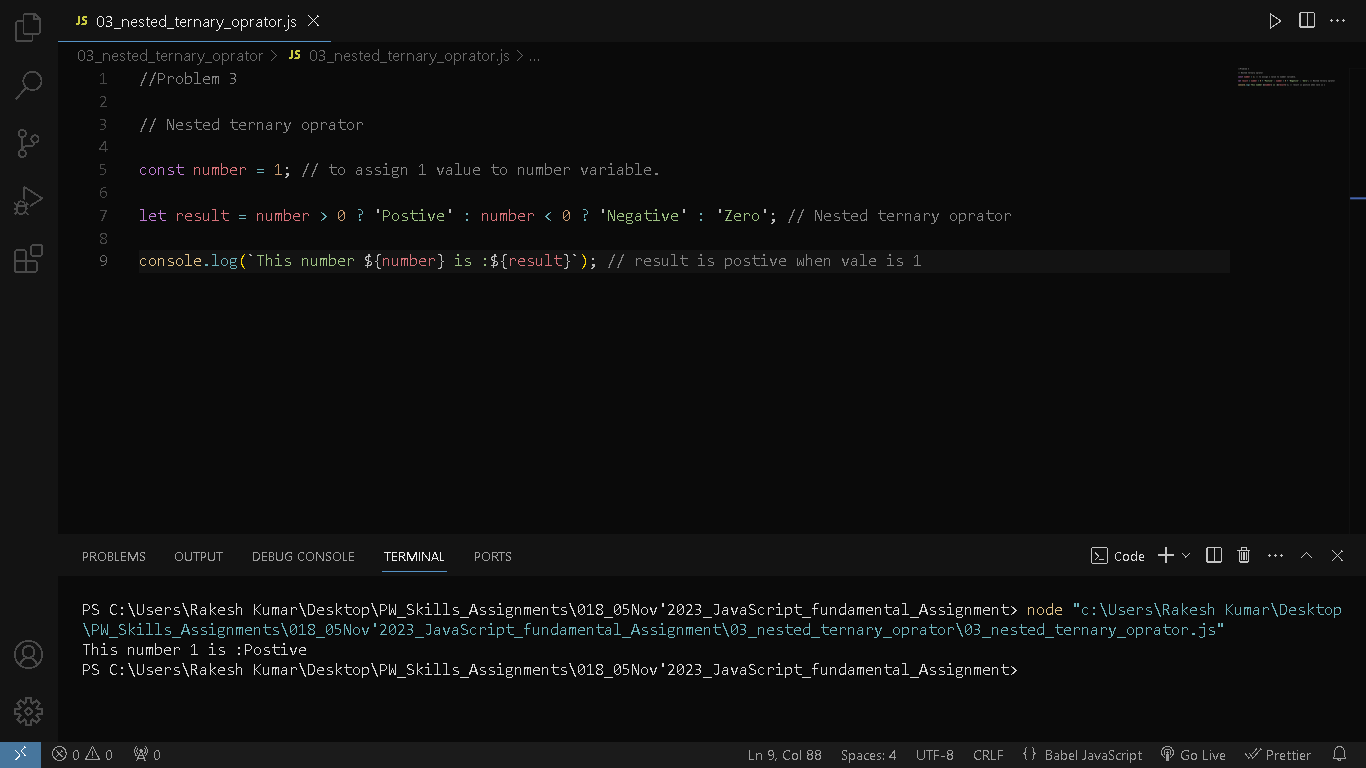 JS 03_nested_ternary_oprator.js
03_nested_ternary_oprator > JS 03_nested_ternary_oprator.js > ...
1 //Problem 3
2
3 // Nested ternary oprator
4
5 const number = 1; // to assign 1 value to number variable.
6
7 let result = number > 0 ? 'Postive' : number < 0 ? 'Negative' : 'Zero'; // Nested ternary oprator
8
9 console.log(`This number ${number} is :${result}`); // result is postive when vale is 1
PROBLEMS OUTPUT DEBUG CONSOLE TERMINAL PORTS Code
PS C:\Users\Rakesh Kumar\Desktop\PW_Skills_Assignments\018_05Nov'2023_JavaScript_fundamental_Assignment> node "c:\Users\Rakesh Kumar\Desktop
\PW_Skills_Assignments\018_05Nov'2023_JavaScript_fundamental_Assignment\03_nested_ternary_oprator\03_nested_ternary_oprator.js"
This number 1 is :Postive
PS C:\Users\Rakesh Kumar\Desktop\PW_Skills_Assignments\018_05Nov'2023_JavaScript_fundamental_Assignment>
0 0 0 Ln 9, Col 88 Spaces: 4 UTF-8 CRLF {} Babel JavaScript Go Live Prettier